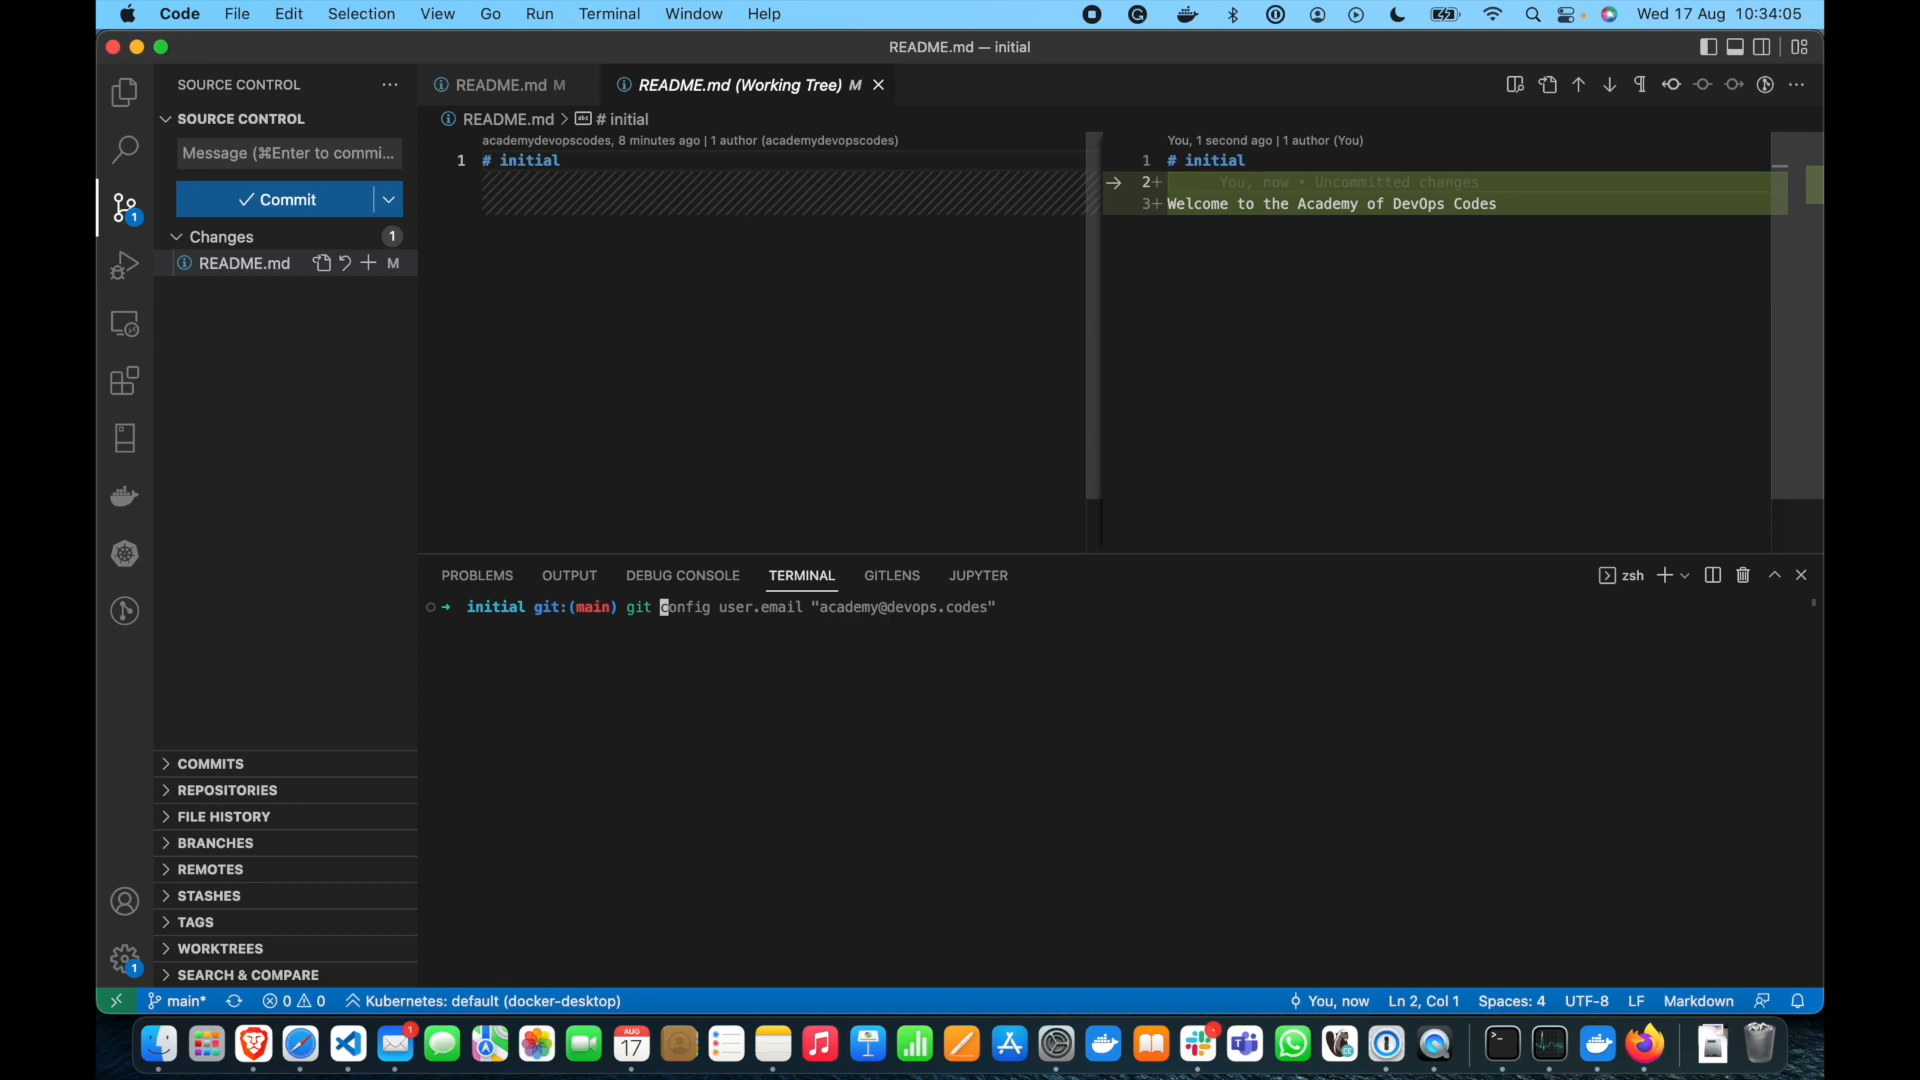 Code File Edit Selection View Go Run Terminal Window Help Wed 17 Aug 10:34:05
README.md — initial
SOURCE CONTROL
README.md M
README.md (Working Tree) M
SOURCE CONTROL
README.md > # initial
academydevopscodes, 8 minutes ago | 1 author (academydevopscodes)
You, 1 second ago | 1 author (You)
Message (⌘Enter to commi...
1 # initial
1 # initial
2+ You, now • Uncommitted changes
3+ Welcome to the Academy of DevOps Codes
Commit
1
Changes 1
README.md M
PROBLEMS OUTPUT DEBUG CONSOLE TERMINAL GITLENS JUPYTER
zsh
➜ initial git:(main) git config user.email "academy@devops.codes"
COMMITS
REPOSITORIES
FILE HISTORY
BRANCHES
REMOTES
STASHES
TAGS
WORKTREES
SEARCH & COMPARE
1
main* 0 0 Kubernetes: default (docker-desktop)
You, now Ln 2, Col 1 Spaces: 4 UTF-8 LF Markdown
1
AUG
17